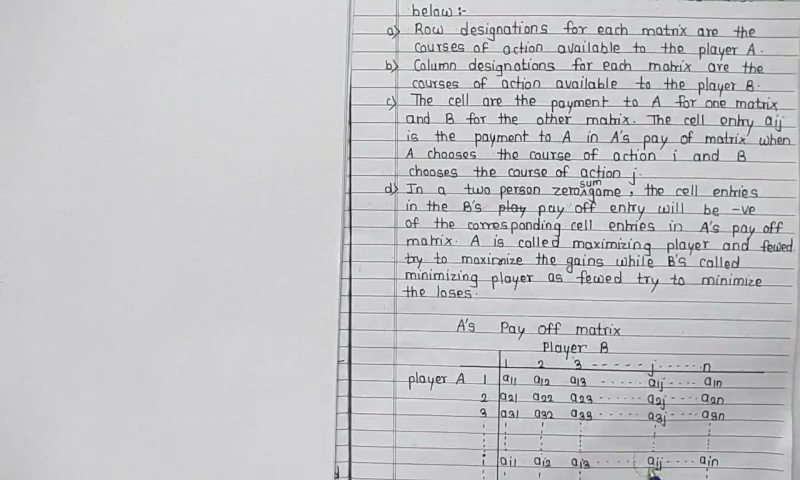 below :-
a) Row designations for each matrix are the
courses of action available to the player A.
b) Column designations for each matrix are the
courses of action available to the player B.
c) The cell are the payment to A for one matrix
and B for the other matrix. The cell entry aij
is the payment to A in A's pay of matrix when
A chooses the course of action i and B
chooses the course of action j.
d) In a two person zero sum game, the cell entries
in the B's play pay off entry will be -ve
of the corresponding cell entries in A's pay off
matrix. A is called maximizing player and fewed
try to maximize the gains while B's called
minimizing player as fewed try to minimize
the loses.
A's Pay off matrix
Player B
1 2 3 ------ j ------ n
player A 1 a11 a12 a13 ...... a1j .... a1n
2 a21 a22 a23 ...... a2j .... a2n
3 a31 a32 a33 ...... a3j .... a3n
i ai1 ai2 ai3 ...... aij .... ain